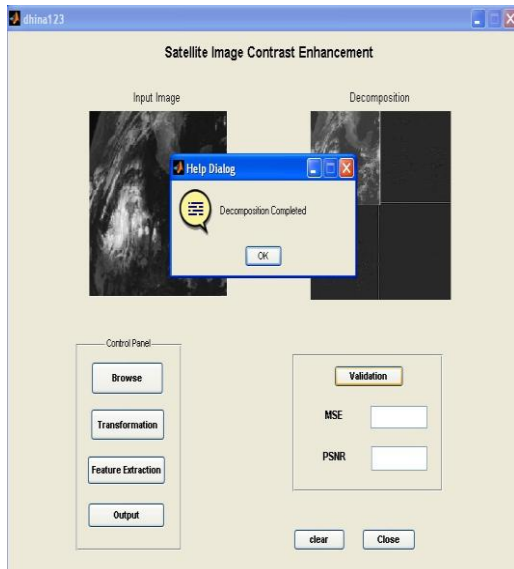 dhina123
Satellite Image Contrast Enhancement
Input Image
Decomposition
Help Dialog
Decomposition Completed
OK
Control Panel
Browse
Transformation
Feature Extraction
Output
Validation
MSE
PSNR
clear
Close